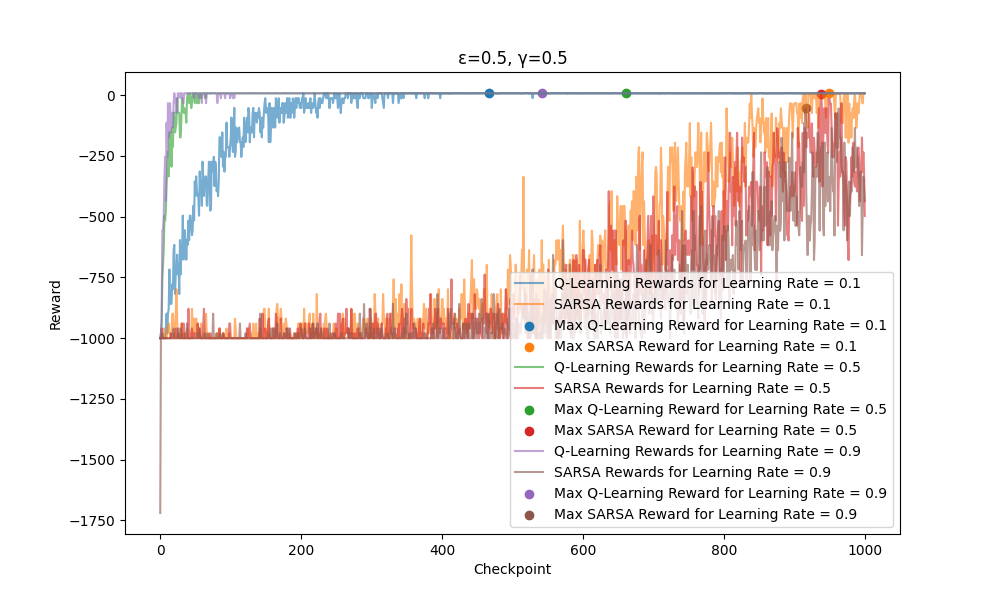 ε=0.5, γ=0.5
Reward
0
−250
−500
−750
−1000
−1250
−1500
−1750
Q-Learning Rewards for Learning Rate = 0.1
SARSA Rewards for Learning Rate = 0.1
Max Q-Learning Reward for Learning Rate = 0.1
Max SARSA Reward for Learning Rate = 0.1
Q-Learning Rewards for Learning Rate = 0.5
SARSA Rewards for Learning Rate = 0.5
Max Q-Learning Reward for Learning Rate = 0.5
Max SARSA Reward for Learning Rate = 0.5
Q-Learning Rewards for Learning Rate = 0.9
SARSA Rewards for Learning Rate = 0.9
Max Q-Learning Reward for Learning Rate = 0.9
Max SARSA Reward for Learning Rate = 0.9
0 200 400 600 800 1000
Checkpoint